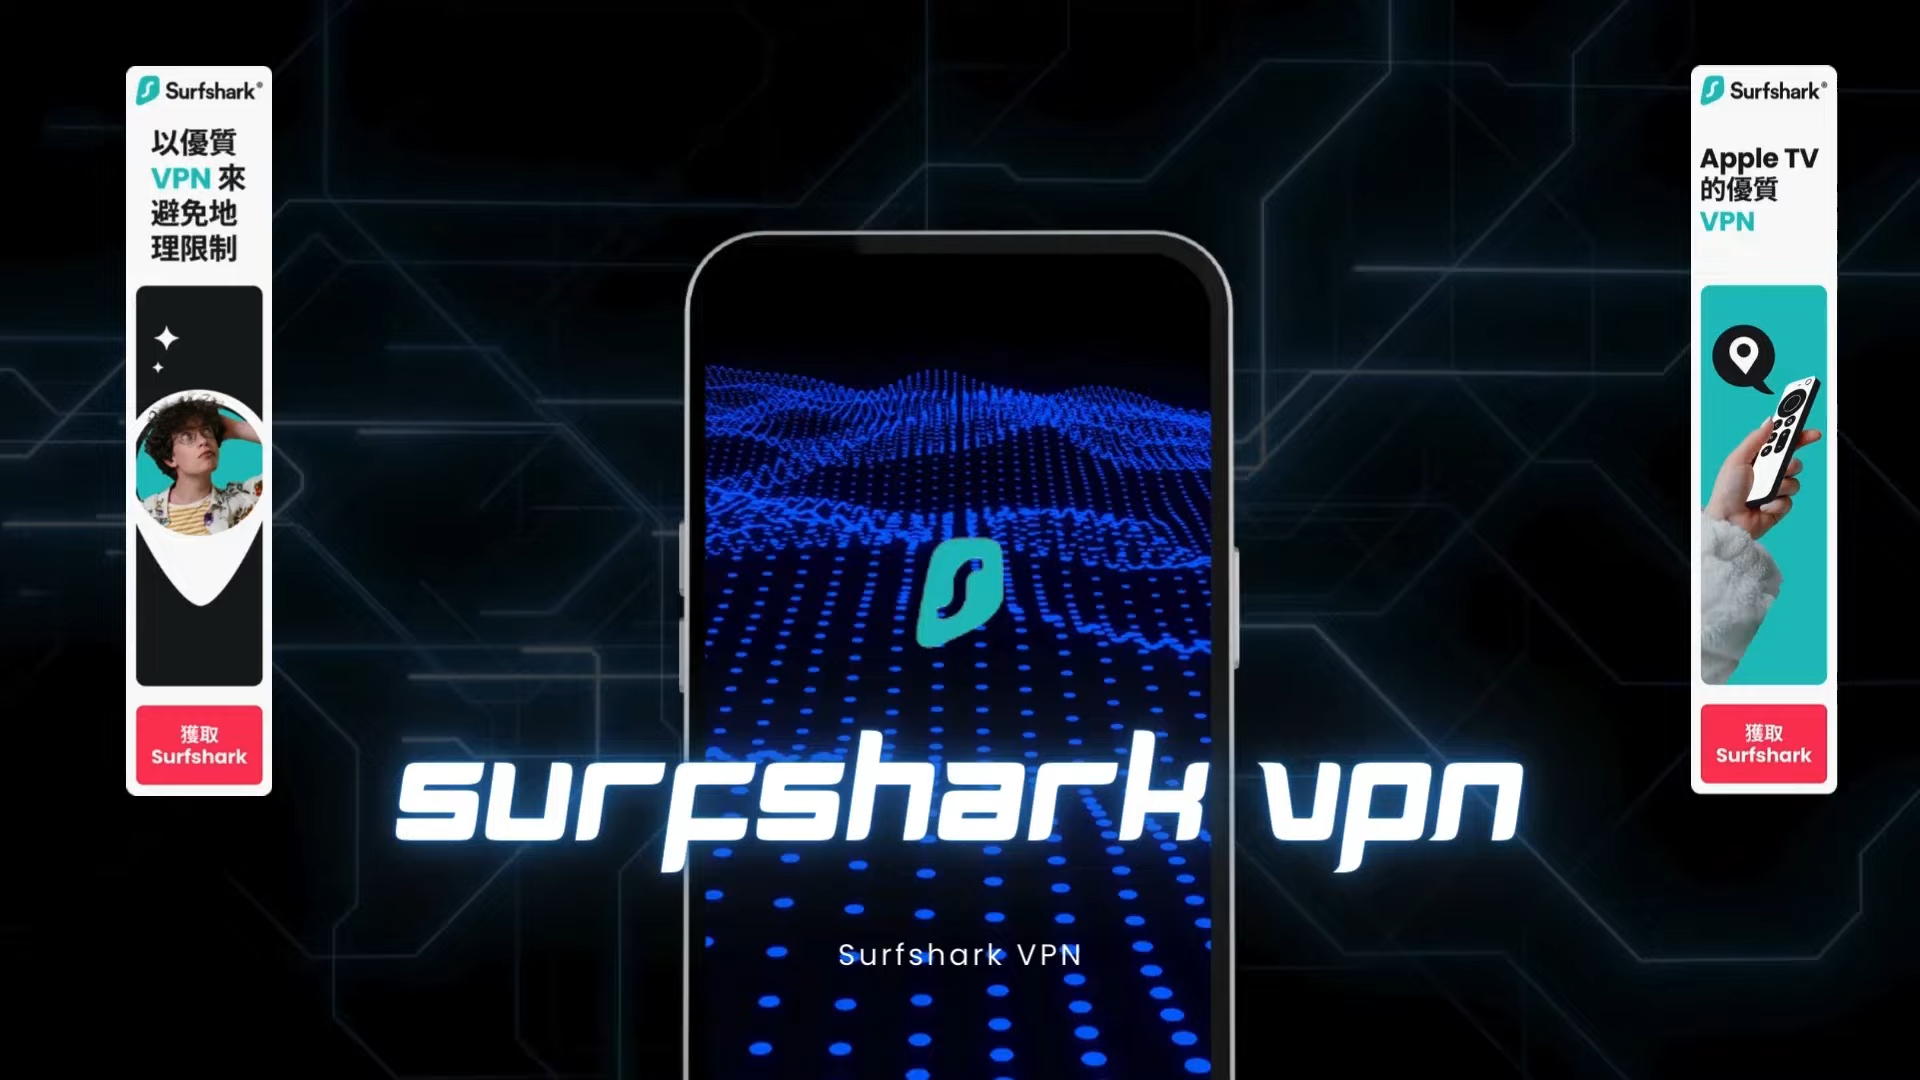 Surfshark®
以優質
VPN 來
避免地
理限制
獲取
Surfshark
surfshark vpn
Surfshark VPN
Surfshark®
Apple TV
的優質
VPN
獲取
Surfshark